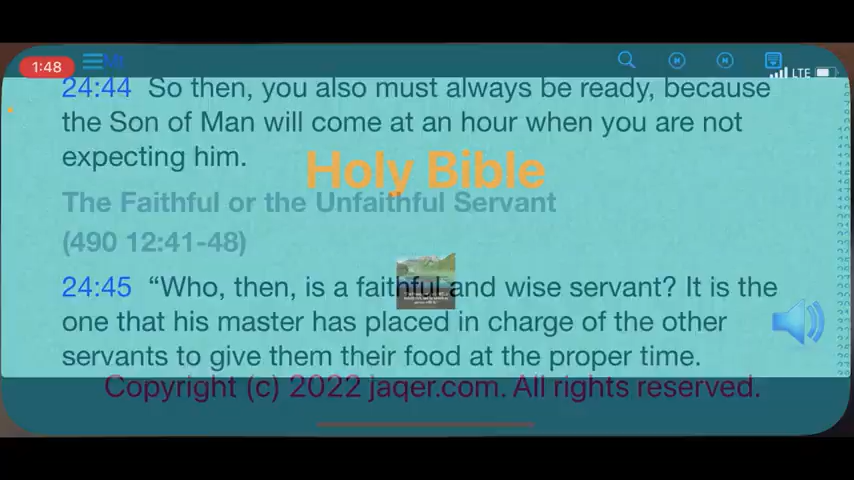 1:48
LTE
24:44 So then, you also must always be ready, because
the Son of Man will come at an hour when you are not
expecting him.
Holy Bible
The Faithful or the Unfaithful Servant
(490 12:41-48)
24:45 “Who, then, is a faithful and wise servant? It is the
one that his master has placed in charge of the other
servants to give them their food at the proper time.
Copyright (c) 2022 jaqer.com. All rights reserved.